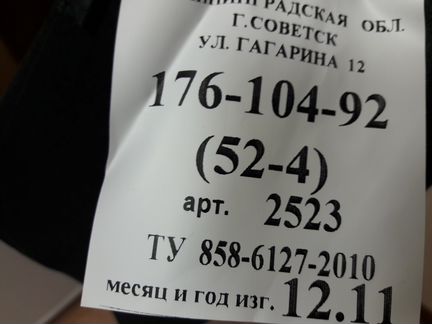 ИНИНГРАДСКАЯ ОБЛ.
Г.СОВЕТСК
УЛ. ГАГАРИНА 12
176-104-92
(52-4)
арт. 2523
ТУ 858-6127-2010
месяц и год изг. 12.11